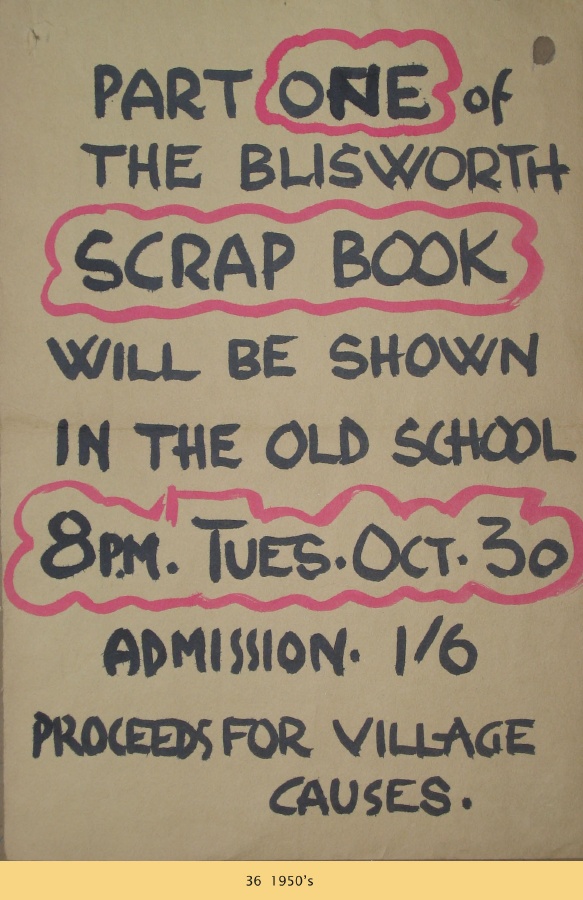 PART ONE of
THE BLISWORTH
SCRAP BOOK
WILL BE SHOWN
IN THE OLD SCHOOL
8P.M. TUES. OCT. 30
ADMISSION. 1/6
PROCEEDS FOR VILLAGE
CAUSES.
36 1950's